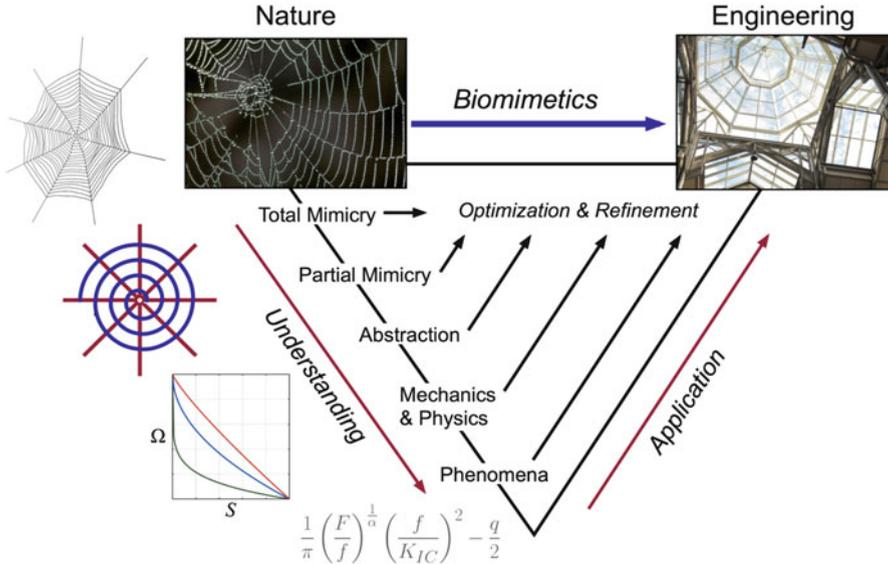 Nature
Engineering
Biomimetics
Total Mimicry
Optimization & Refinement
Partial Mimicry
Abstraction
Understanding
Mechanics
& Physics
Application
Phenomena
Ω
S
\frac{1}{\pi} \left( \frac{F}{f} \right)^{\frac{1}{\alpha}} \left( \frac{f}{K_{IC}} \right)^2 - \frac{q}{2}